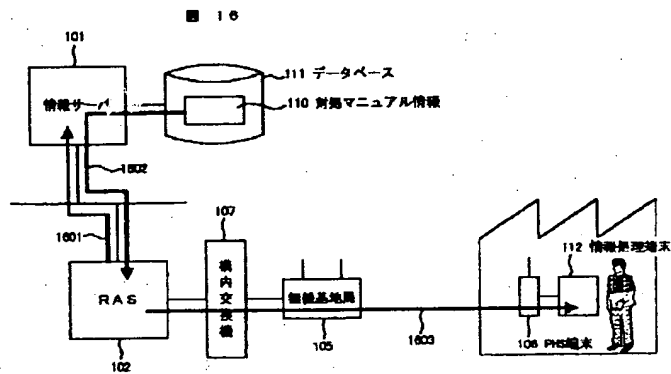 図 16
101
情報サーバ
111 データベース
110 対処マニュアル情報
1602
1601
107
構内交換機
RAS
102
無線基地局
105
1603
112 情報処理端末
106 PHS端末